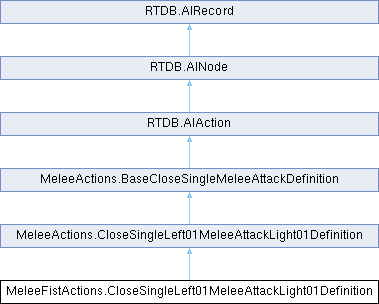 RTDB.AIRecord
RTDB.AINode
RTDB.AIAction
MeleeActions.BaseCloseSingleMeleeAttackDefinition
MeleeActions.CloseSingleLeft01MeleeAttackLight01Definition
MeleeFistActions.CloseSingleLeft01MeleeAttackLight01Definition